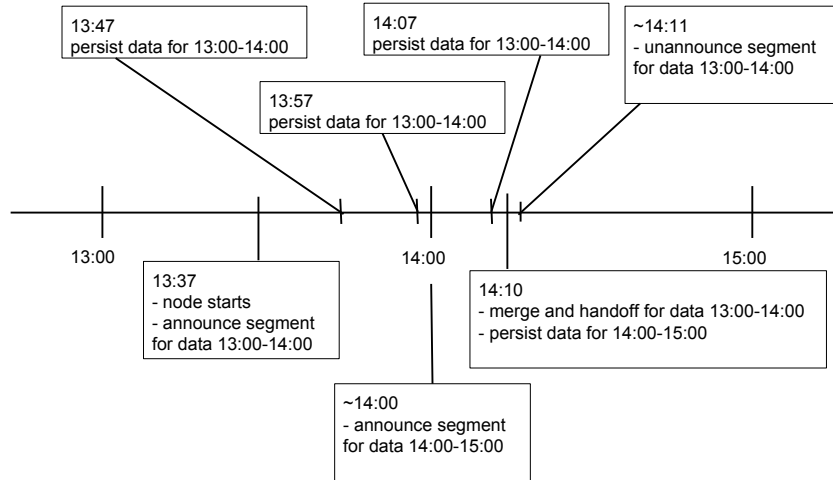 13:47
persist data for 13:00-14:00
14:07
persist data for 13:00-14:00
~14:11
- unannounce segment
for data 13:00-14:00
13:57
persist data for 13:00-14:00
13:00
14:00
15:00
13:37
- node starts
- announce segment
for data 13:00-14:00
14:10
- merge and handoff for data 13:00-14:00
- persist data for 14:00-15:00
~14:00
- announce segment
for data 14:00-15:00